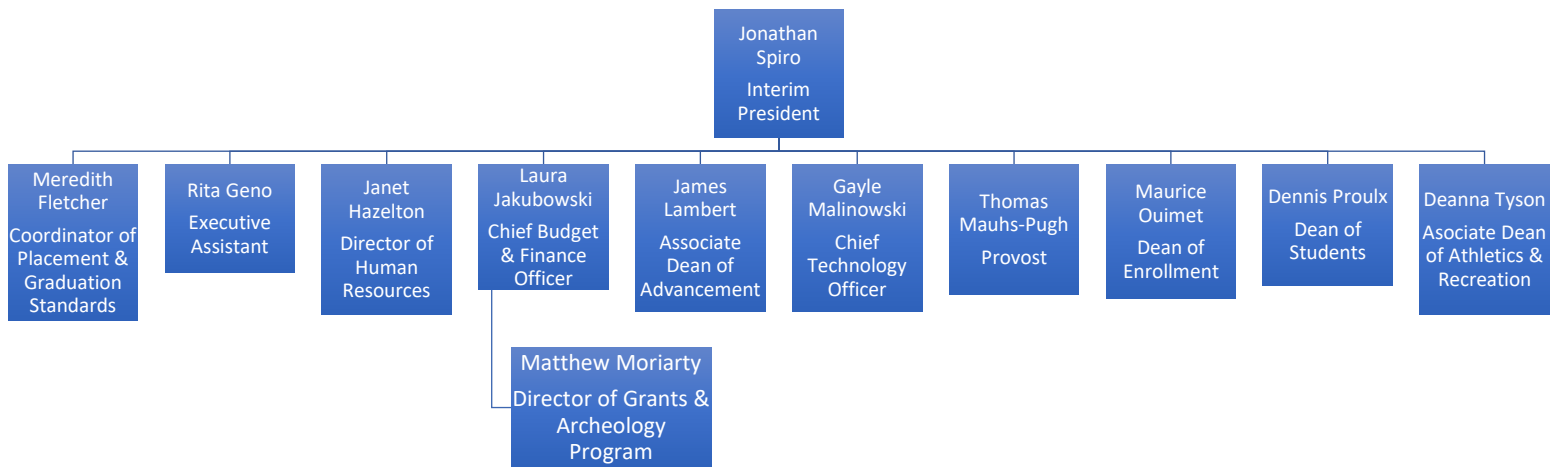 Jonathan
Spiro
Interim
President
Meredith
Fletcher
Coordinator of
Placement &
Graduation
Standards
Rita Geno
Executive
Assistant
Janet
Hazelton
Director of
Human
Resources
Laura
Jakubowski
Chief Budget
& Finance
Officer
James
Lambert
Associate
Dean of
Advancement
Gayle
Malinowski
Chief
Technology
Officer
Thomas
Mauhs-Pugh
Provost
Maurice
Ouimet
Dean of
Enrollment
Dennis Proulx
Dean of
Students
Deanna Tyson
Asociate Dean
of Athletics &
Recreation
Matthew Moriarty
Director of Grants &
Archeology
Program